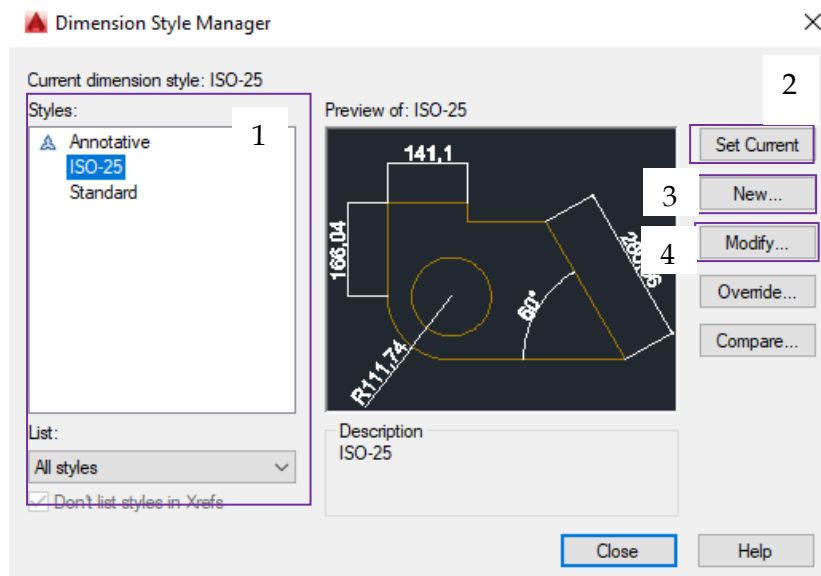 Dimension Style Manager
Current dimension style: ISO-25
2
Styles:
1
Preview of: ISO-25
Annotative
ISO-25
Standard
141,1
166,04
60°
R111,74
Set Current
3
New...
4
Modify...
Override...
Compare...
List:
All styles
Don't list styles in Xrefs
Description
ISO-25
Close
Help